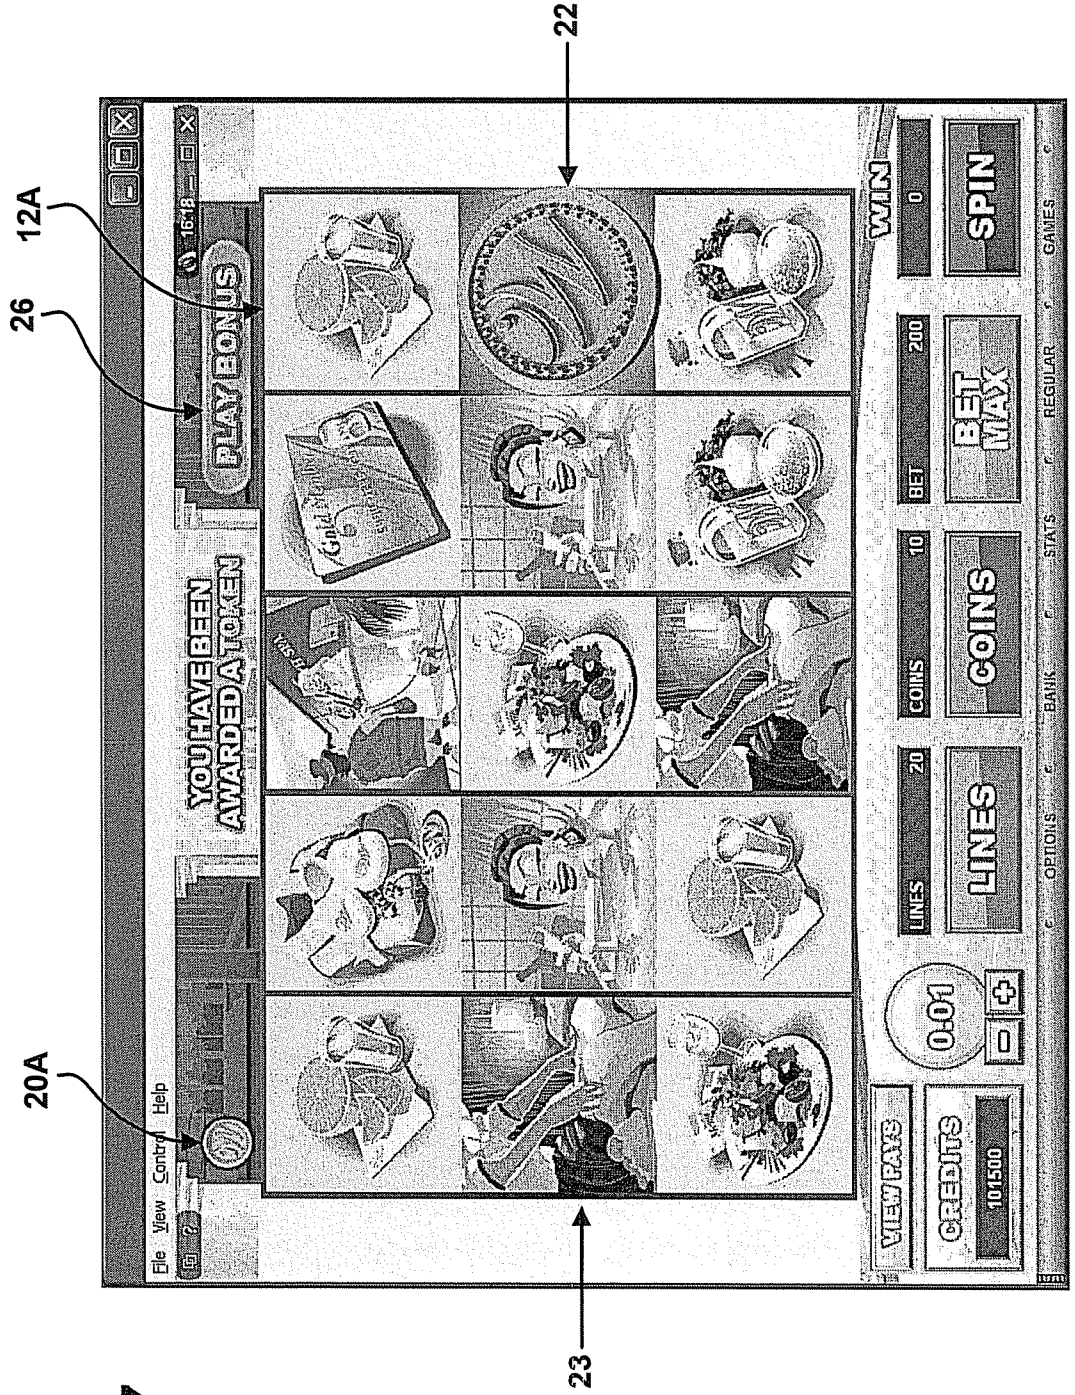 File View Control Help
16:18
YOU HAVE BEEN
AWARDED A TOKEN
PLAY BONUS
VIEW PAYS
CREDITS
101500
0.01
LINES 20
COINS 10
BET 200
WIN
0
LINES
COINS
BET
MAX
SPIN
OPTIONS
BANK
STATS
REGULAR
GAMES
20A
26
12A
23
22